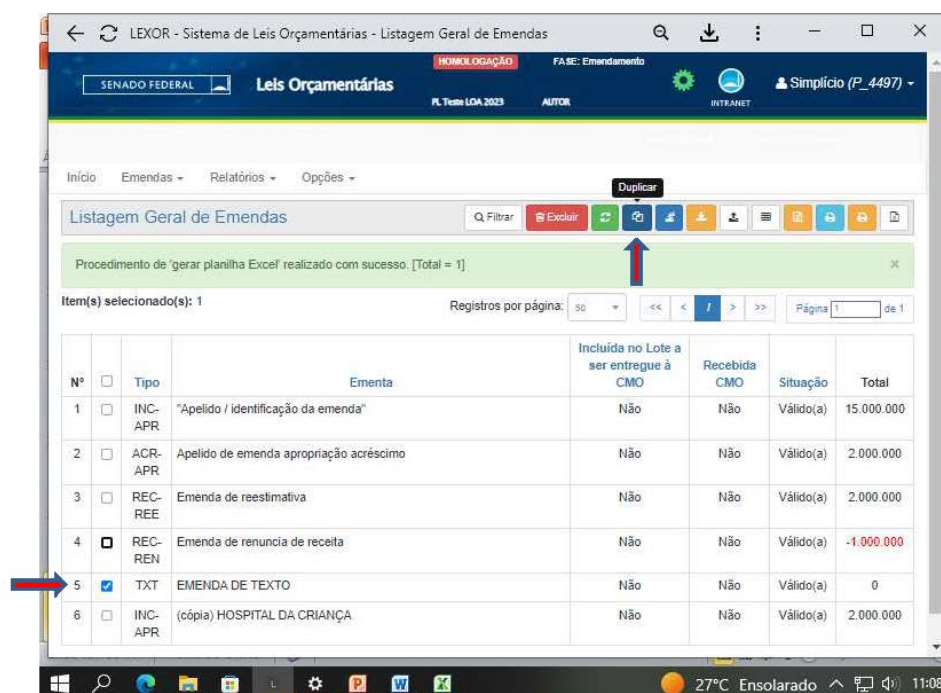 LEXOR - Sistema de Leis Orçamentárias - Listagem Geral de Emendas
HOMOLOGAÇÃO
FASE: Emendamento
SENADO FEDERAL
Leis Orçamentárias
PL Teste LOA 2023
AUTOR
INTRANET
Simplício (P_4497)
Início Emendas Relatórios Opções
Duplicar
Listagem Geral de Emendas
Filtrar
Excluir
Procedimento de 'gerar planilha Excel' realizado com sucesso. [Total = 1]
×
Item(s) selecionado(s): 1
Registros por página: 50
<< < 1 > >>
Página 1 de 1
Nº Tipo Ementa Incluída no Lote a ser entregue à CMO Recebida CMO Situação Total
1 INC-APR "Apelido / identificação da emenda" Não Não Válido(a) 15.000.000
2 ACR-APR Apelido de emenda apropriação acréscimo Não Não Válido(a) 2.000.000
3 REC-REE Emenda de reestimativa Não Não Válido(a) 2.000.000
4 REC-REN Emenda de renuncia de receita Não Não Válido(a) -1.000.000
5 TXT EMENDA DE TEXTO Não Não Válido(a) 0
6 INC-APR (cópia) HOSPITAL DA CRIANÇA Não Não Válido(a) 2.000.000
27°C Ensolarado 11:08